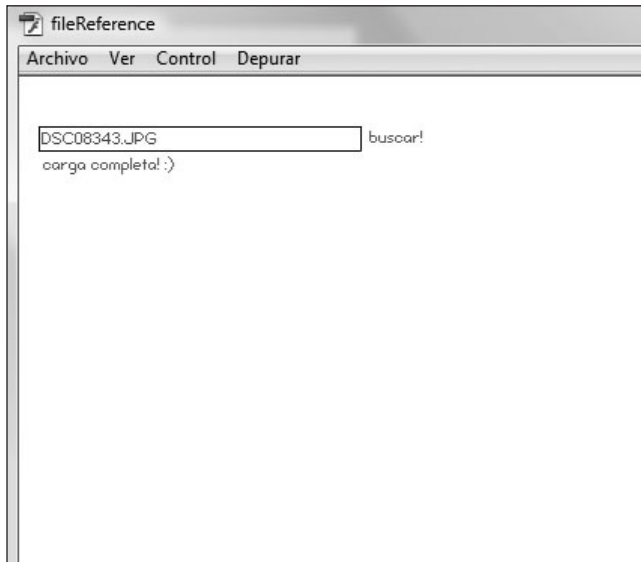 fileReference
Archivo Ver Control Depurar
DSC08343.JPG buscar!
carga completa! :)